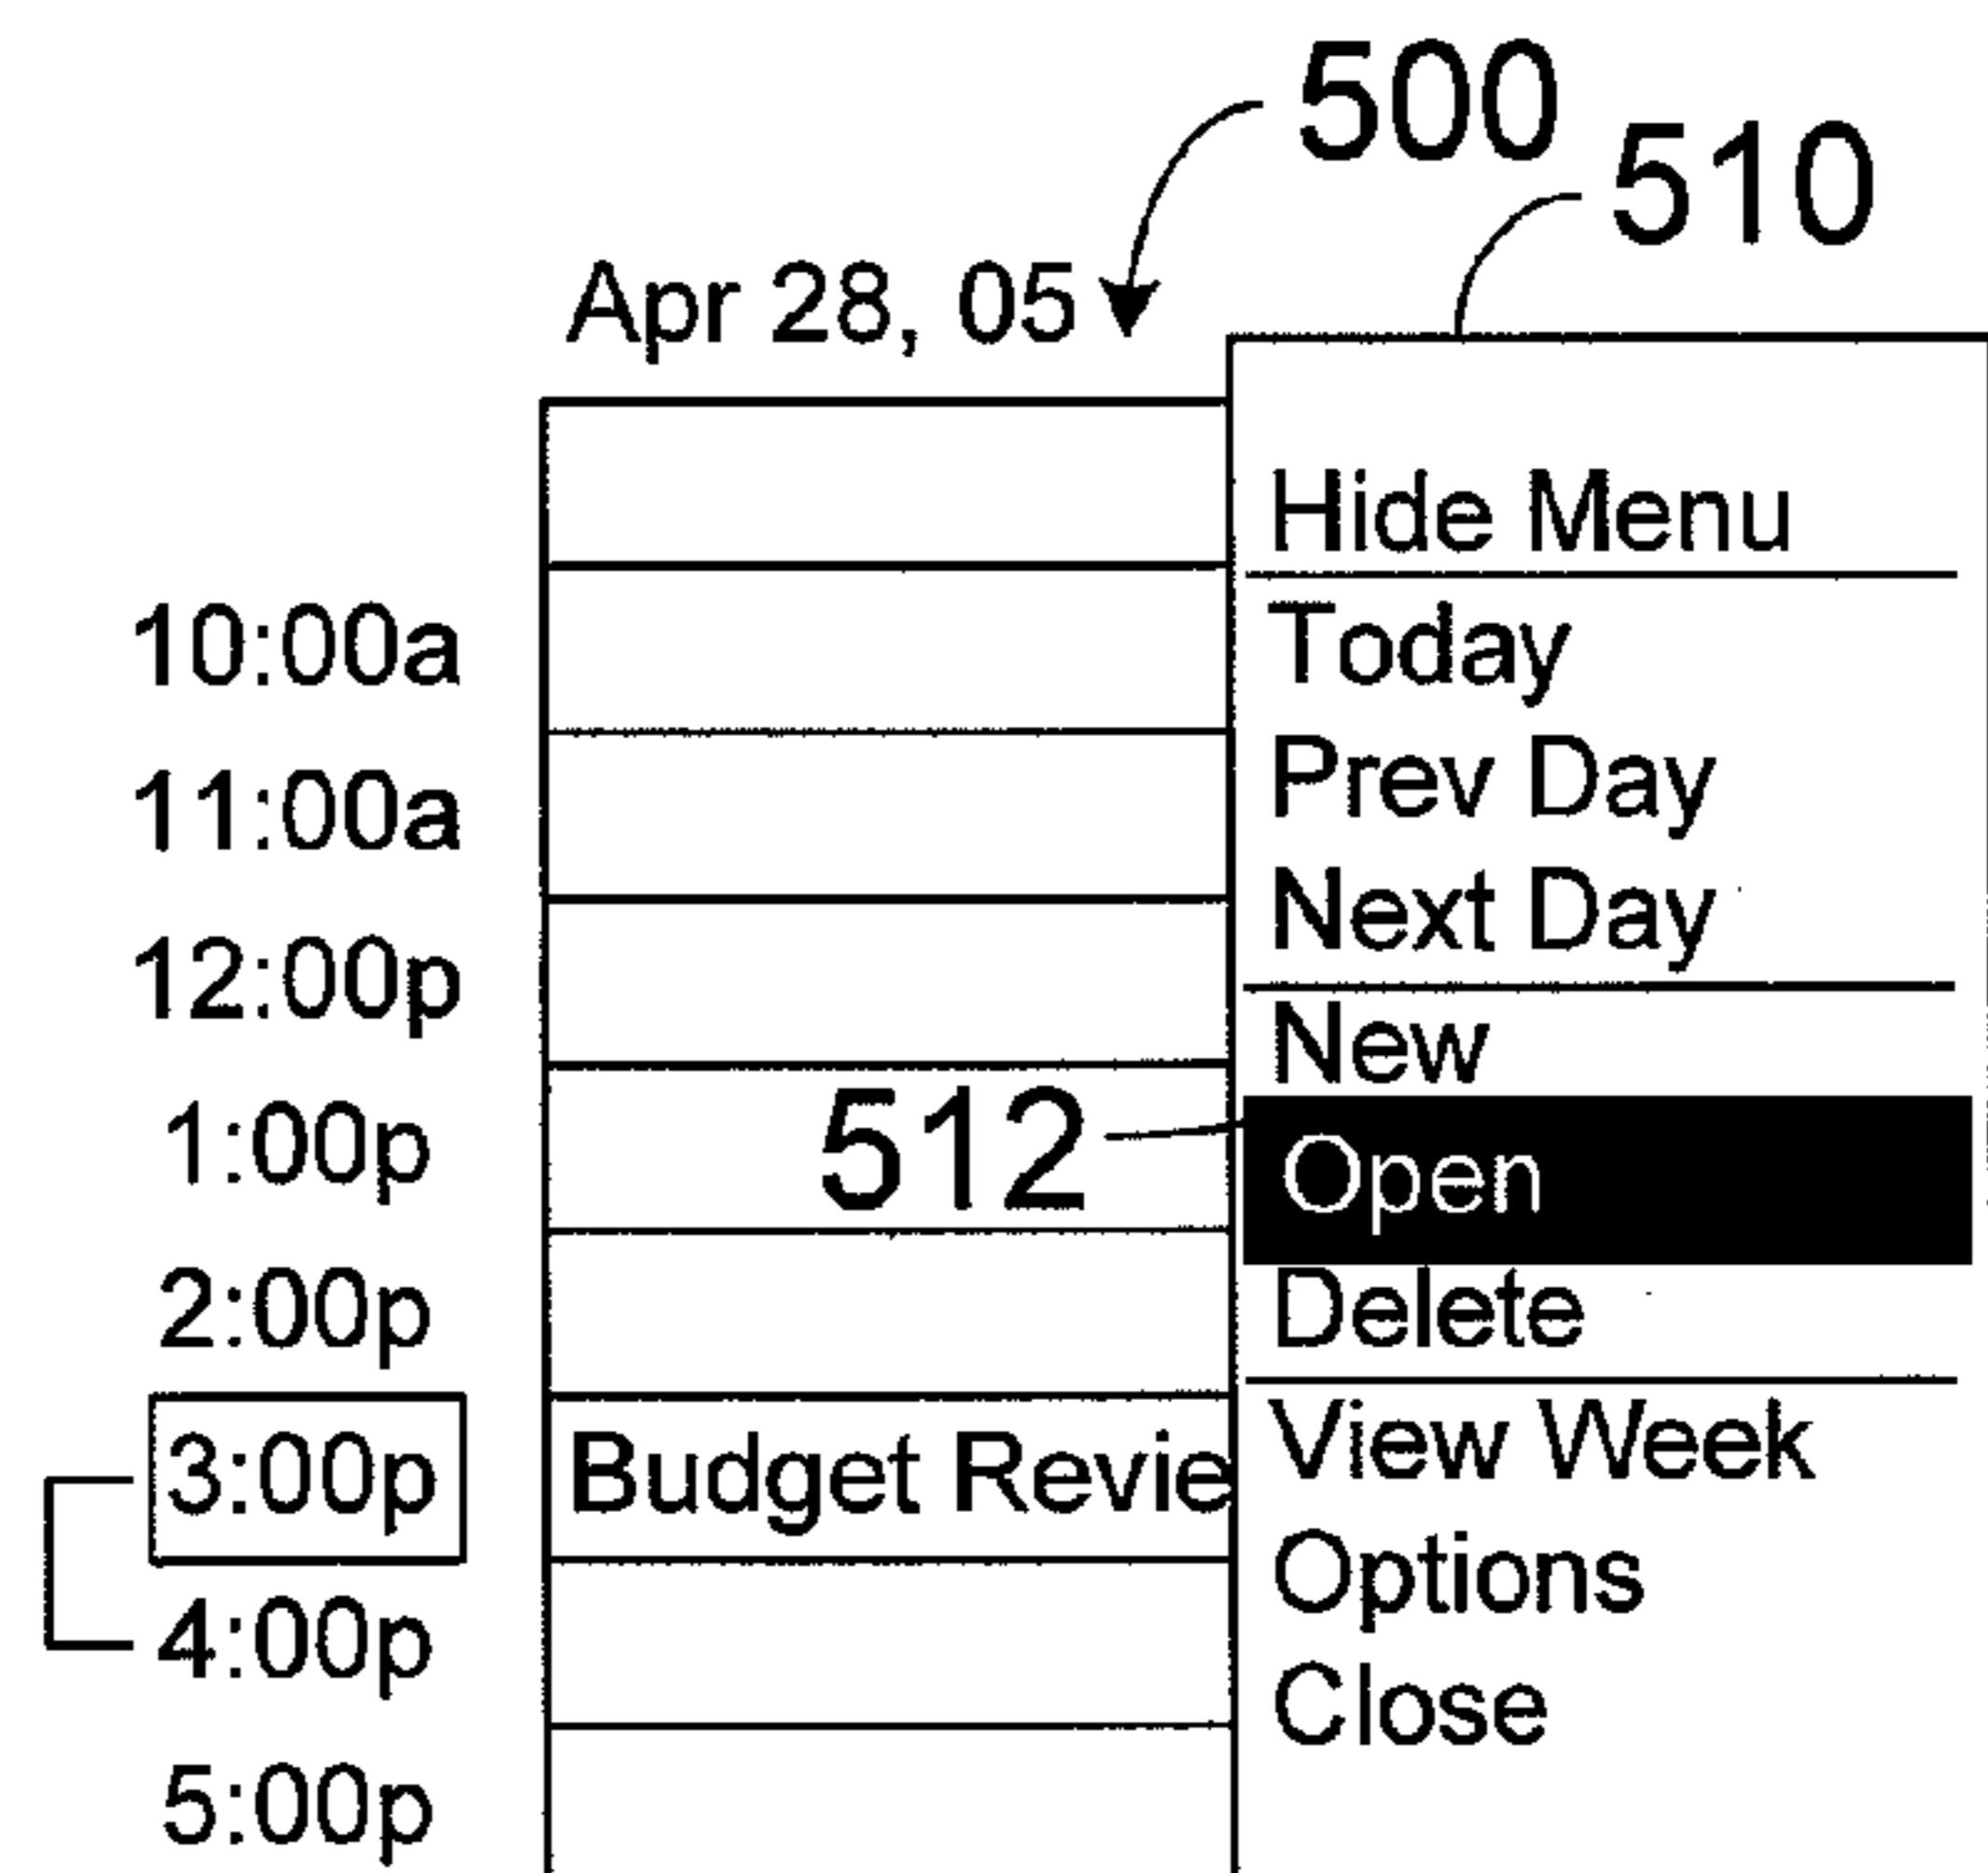 500
510
Apr 28, 05
Hide Menu
10:00a
Today
11:00a
Prev Day
Next Day
12:00p
New
1:00p
512
Open
2:00p
Delete
3:00p
Budget Revie
View Week
4:00p
Options
Close
5:00p